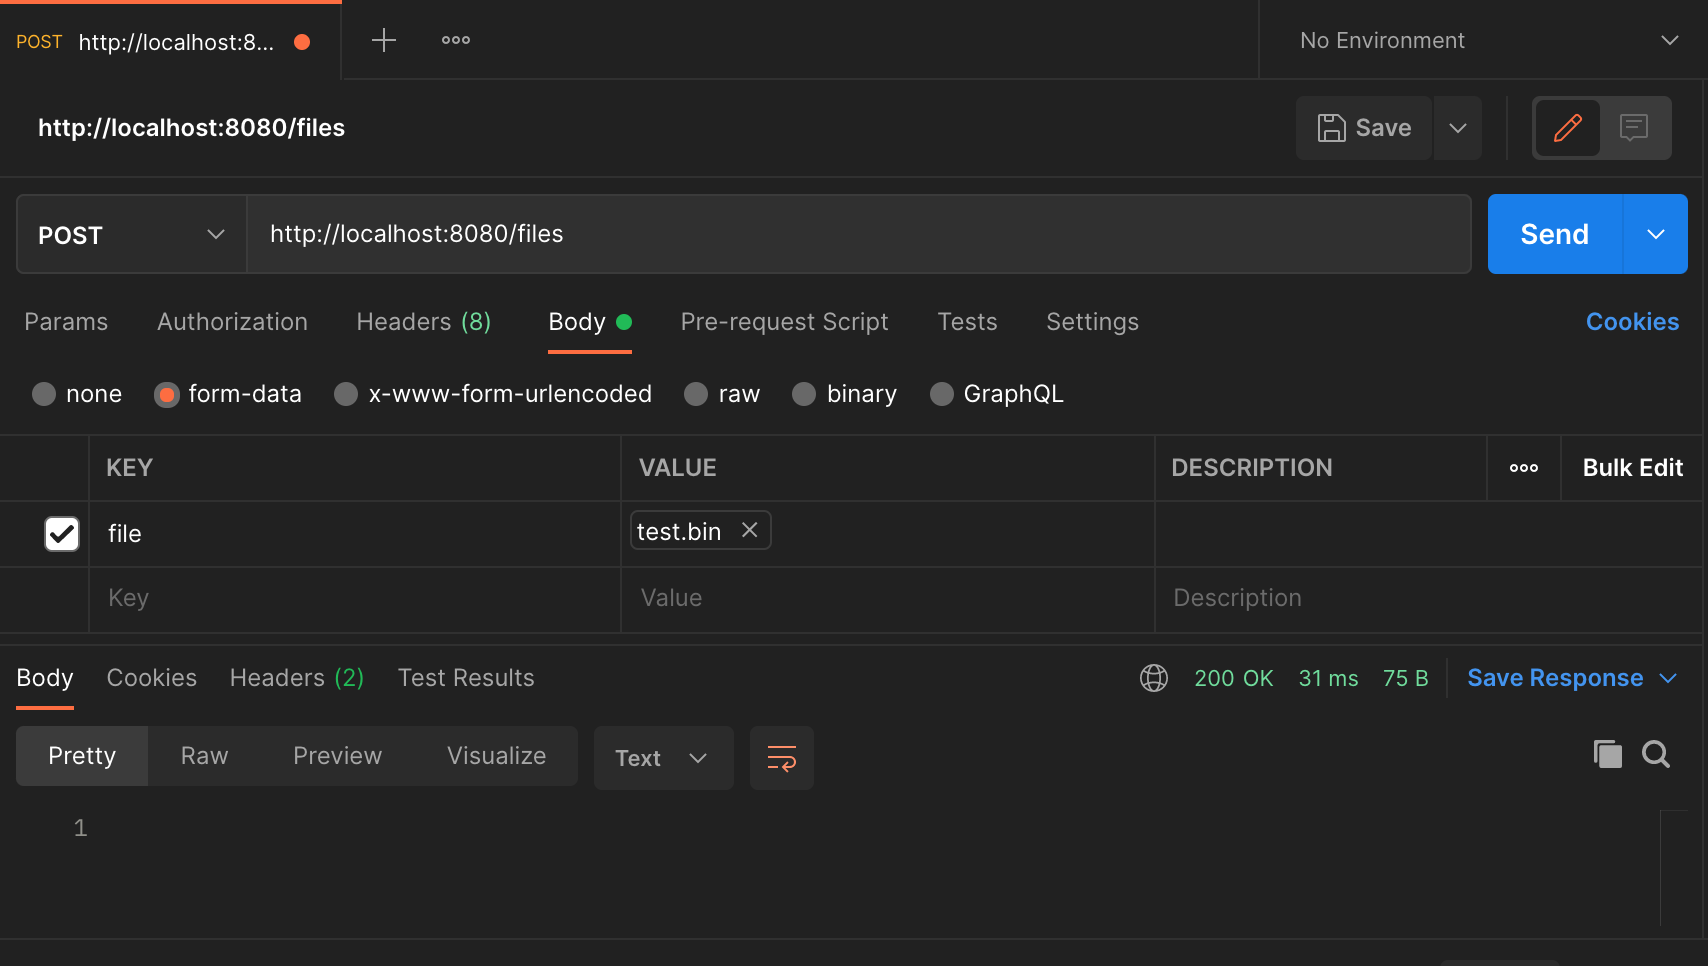 POST http://localhost:8... No Environment
http://localhost:8080/files Save
POST http://localhost:8080/files Send
Params Authorization Headers (8) Body Pre-request Script Tests Settings Cookies
none form-data x-www-form-urlencoded raw binary GraphQL
KEY VALUE DESCRIPTION Bulk Edit
file test.bin
Key Value Description
Body Cookies Headers (2) Test Results 200 OK 31 ms 75 B Save Response
Pretty Raw Preview Visualize Text
1